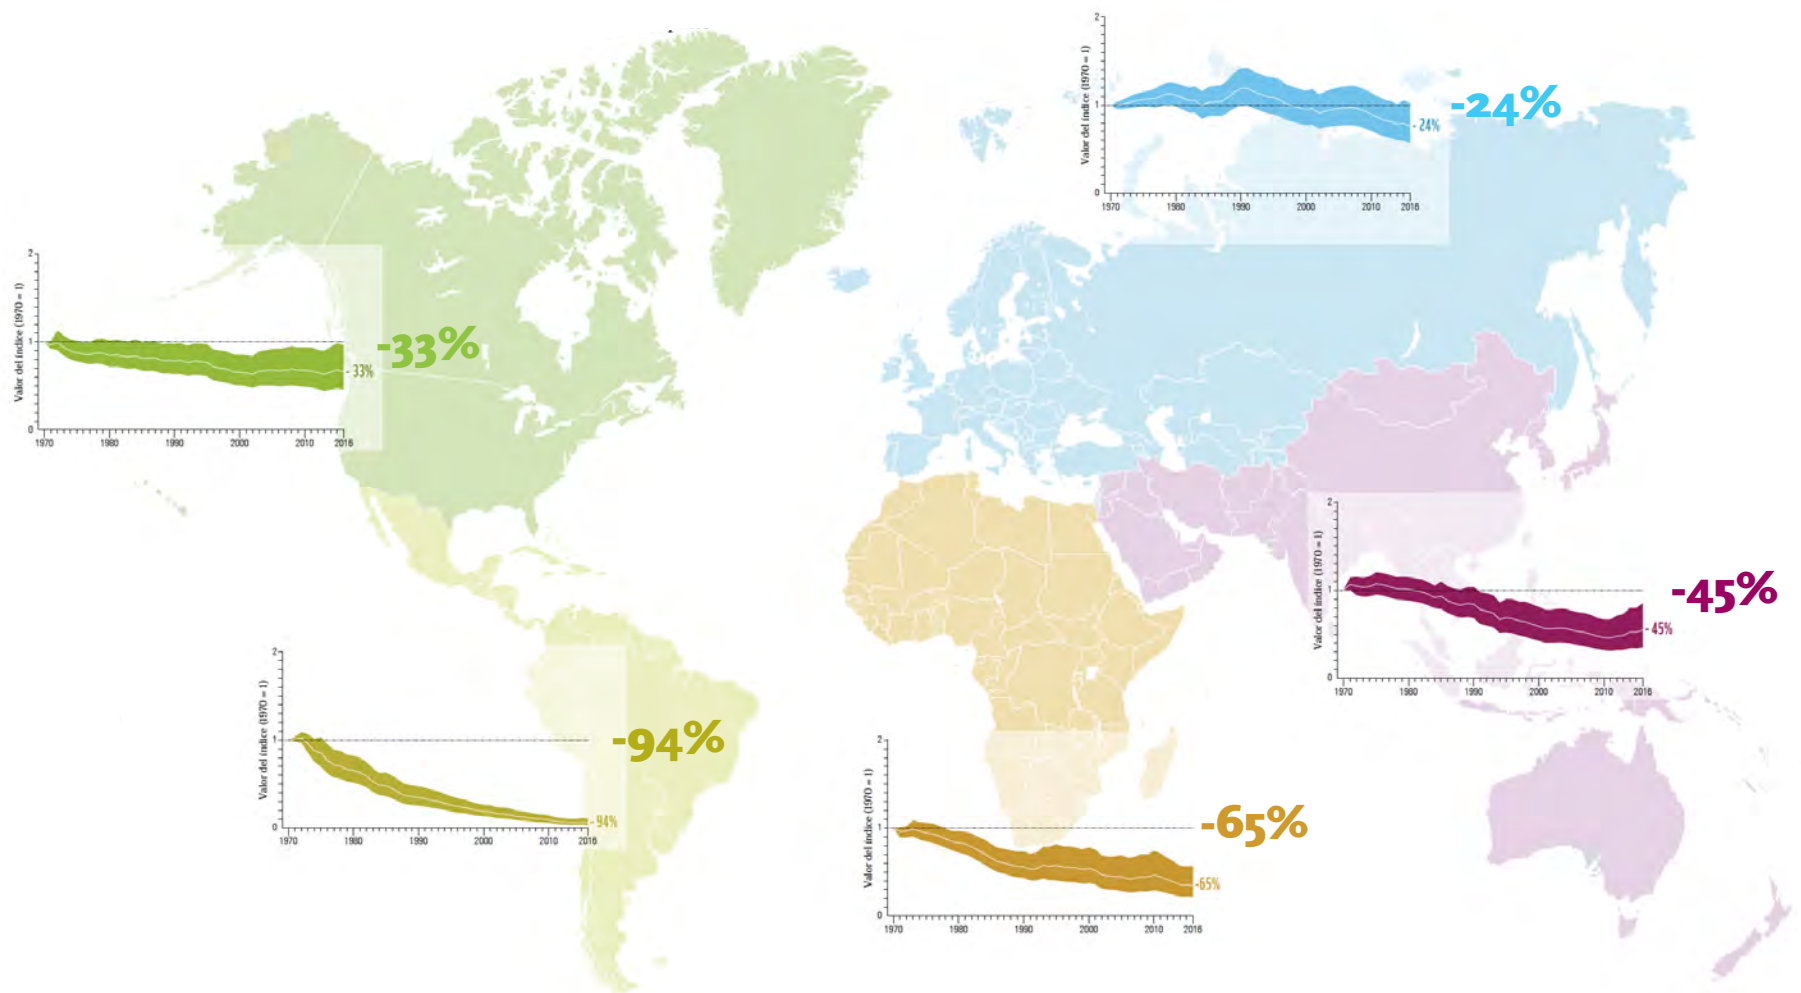 Valor del índice (1970 = 1)
2
1
0
1970 1980 1990 2000 2010 2016
- 24%
-24%
Valor del índice (1970 = 1)
2
1
0
1970 1980 1990 2000 2010 2016
- 33%
-33%
Valor del índice (1970 = 1)
2
1
0
1970 1980 1990 2000 2010 2016
- 45%
-45%
Valor del índice (1970 = 1)
2
1
0
1970 1980 1990 2000 2010 2016
- 94%
-94%
Valor del índice (1970 = 1)
2
1
0
1970 1980 1990 2000 2010 2016
-65%
-65%